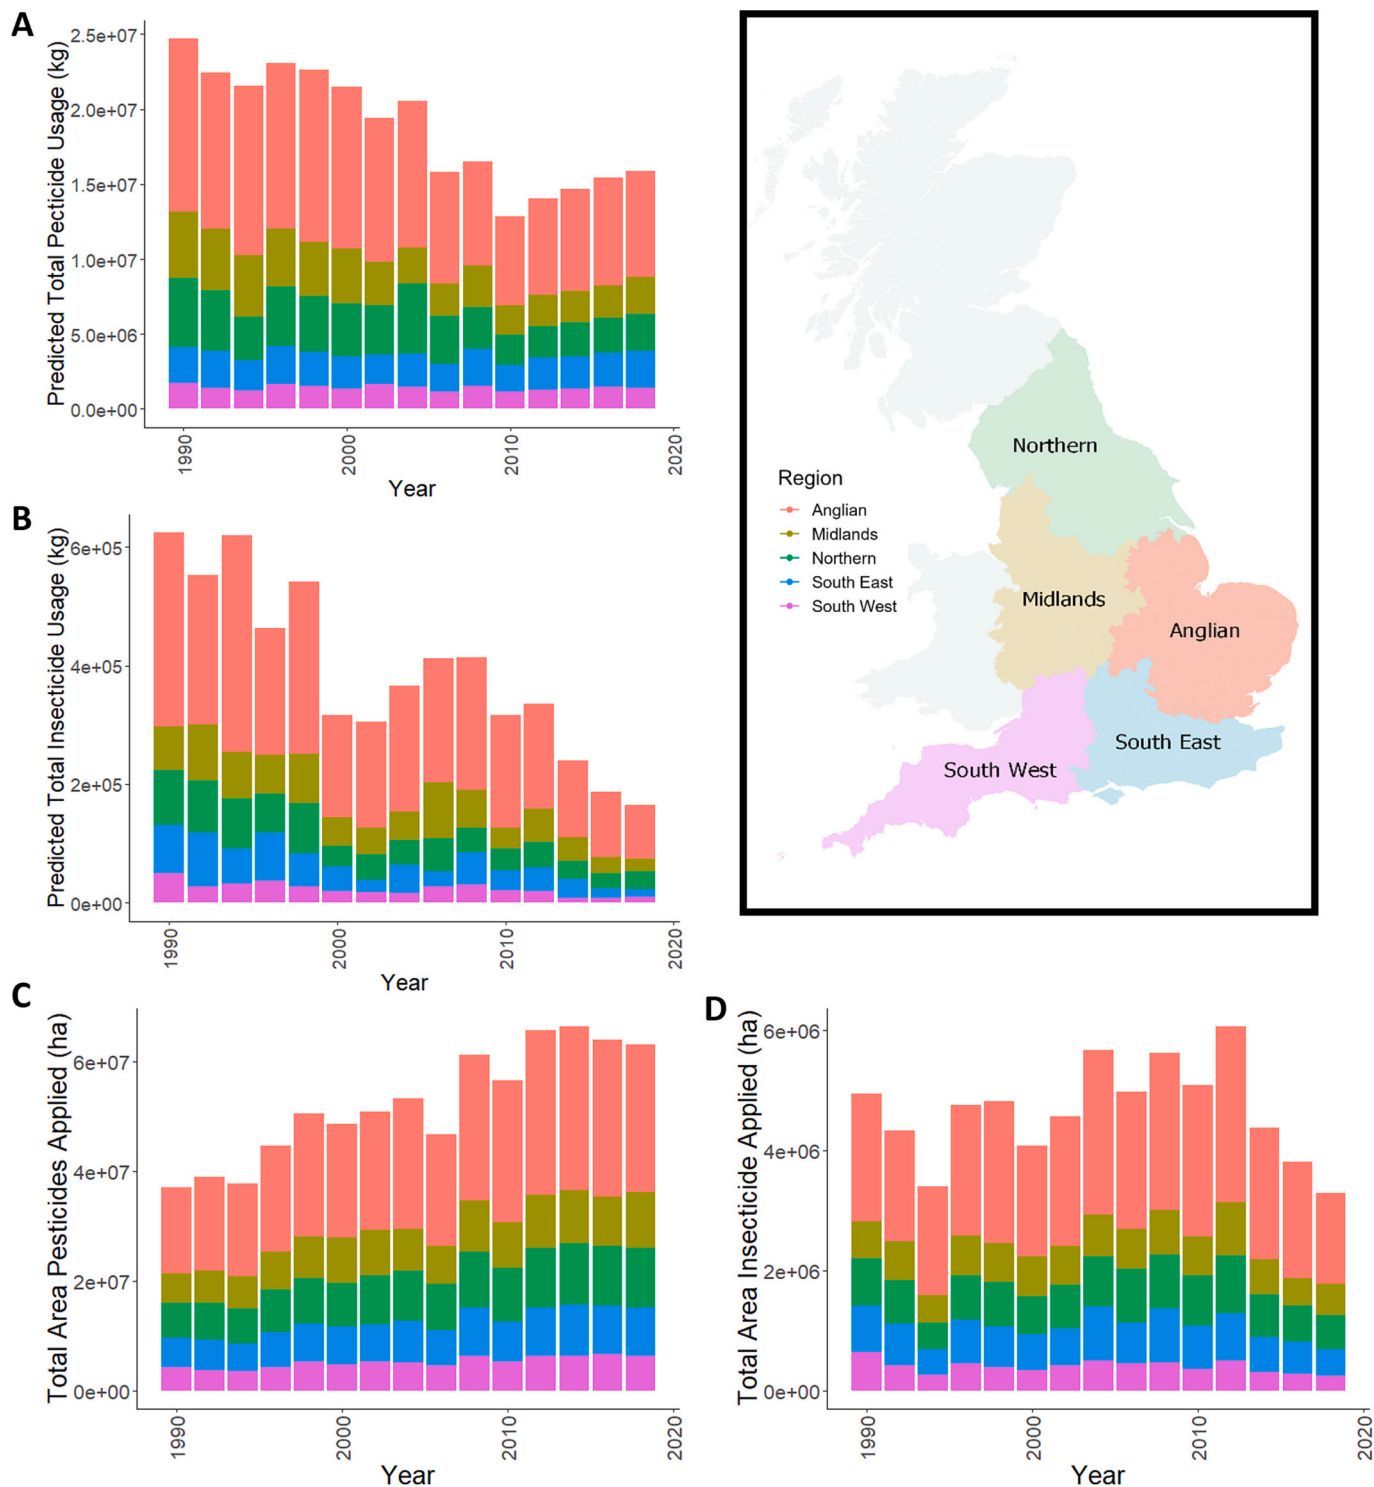 A
Predicted Total Pecticide Usage (kg)
2.5e+07
2.0e+07
1.5e+07
1.0e+07
5.0e+06
0.0e+00
1990
2000
2010
2020
Year
B
Predicted Total Insecticide Usage (kg)
6e+05
4e+05
2e+05
0e+00
1990
2000
2010
2020
Year
Region
Anglian
Midlands
Northern
South East
South West
Northern
Midlands
Anglian
South East
South West
C
Total Area Pesticides Applied (ha)
6e+07
4e+07
2e+07
0e+00
1990
2000
2010
2020
Year
D
Total Area Insecticide Applied (ha)
6e+06
4e+06
2e+06
0e+00
1990
2000
2010
2020
Year